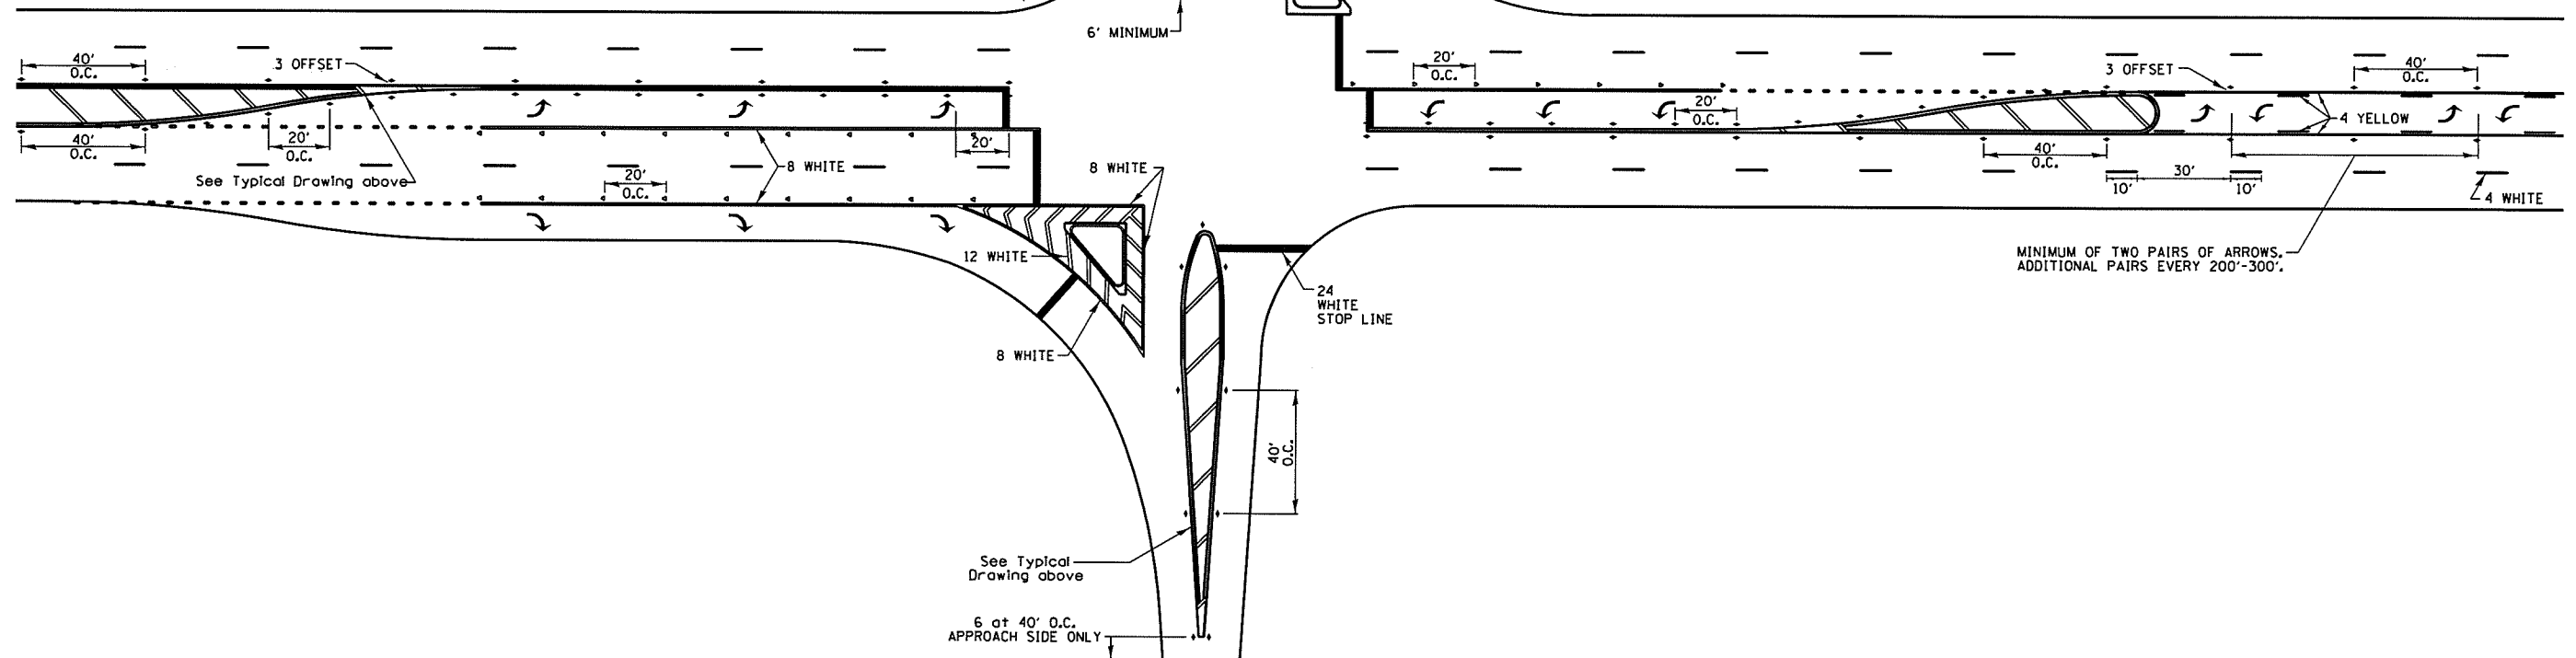 6' MINIMUM
40'
O.C.
3 OFFSET
20'
O.C.
3 OFFSET
40'
O.C.
40'
O.C.
20'
O.C.
See Typical Drawing above
20'
O.C.
8 WHITE
20'
8 WHITE
20'
O.C.
4 YELLOW
40'
O.C.
10'
30'
10'
4 WHITE
12 WHITE
8 WHITE
24
WHITE
STOP LINE
MINIMUM OF TWO PAIRS OF ARROWS.
ADDITIONAL PAIRS EVERY 200'-300'.
40'
O.C.
See Typical
Drawing above
6 at 40' O.C.
APPROACH SIDE ONLY